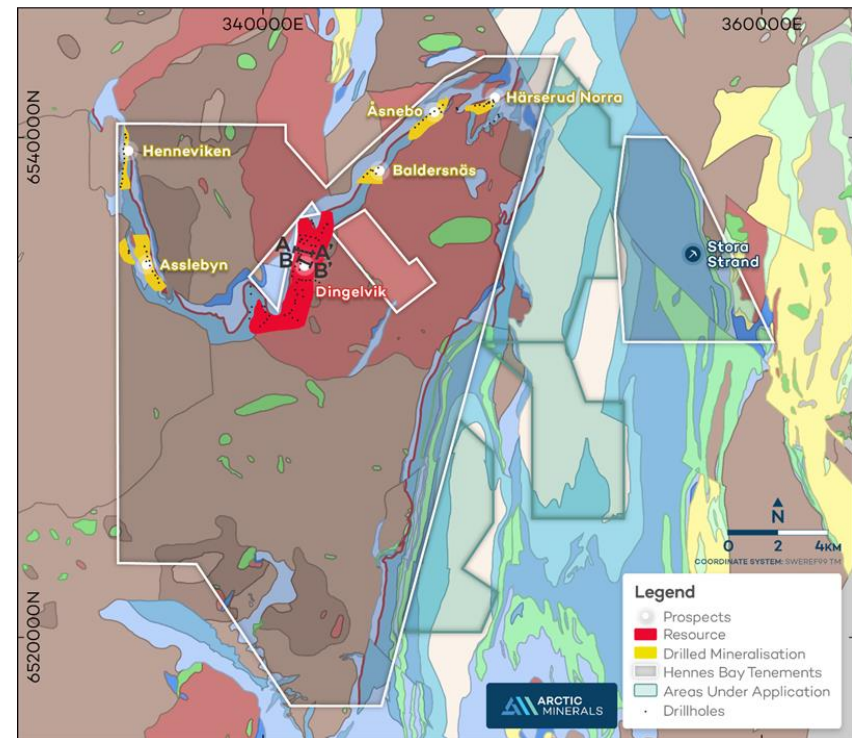 340000E
360000E
6540000N
Åsnebo
Härserud Norra
Henneviken
Baldersnäs
Stora
Strand
A
A'
B
B'
Asslebyn
Dingelvik
N
0 2 4KM
COORDINATE SYSTEM: SWEREF99 TM
6520000N
Legend
Prospects
Resource
Drilled Mineralisation
Hennes Bay Tenements
Areas Under Application
Drillholes
ARCTIC
MINERALS